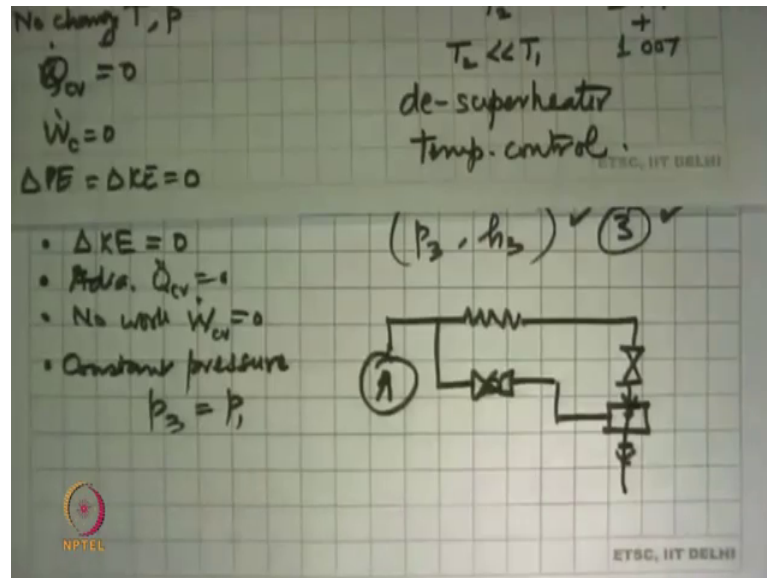 No change T, P
Q̇cv = 0
Ẇc = 0
ΔPE = ΔKE = 0
T2
+
T2 << T1 1 007
de-superheater
temp. control.
ETSC, IIT DELHI
• ΔKE = 0
• Adia. Q̇cv = 0
• No work Ẇcv = 0
• Constant pressure
p3 = p1
(p3, h3) ✓ 3 ✓
NPTEL
ETSC, IIT DELHI